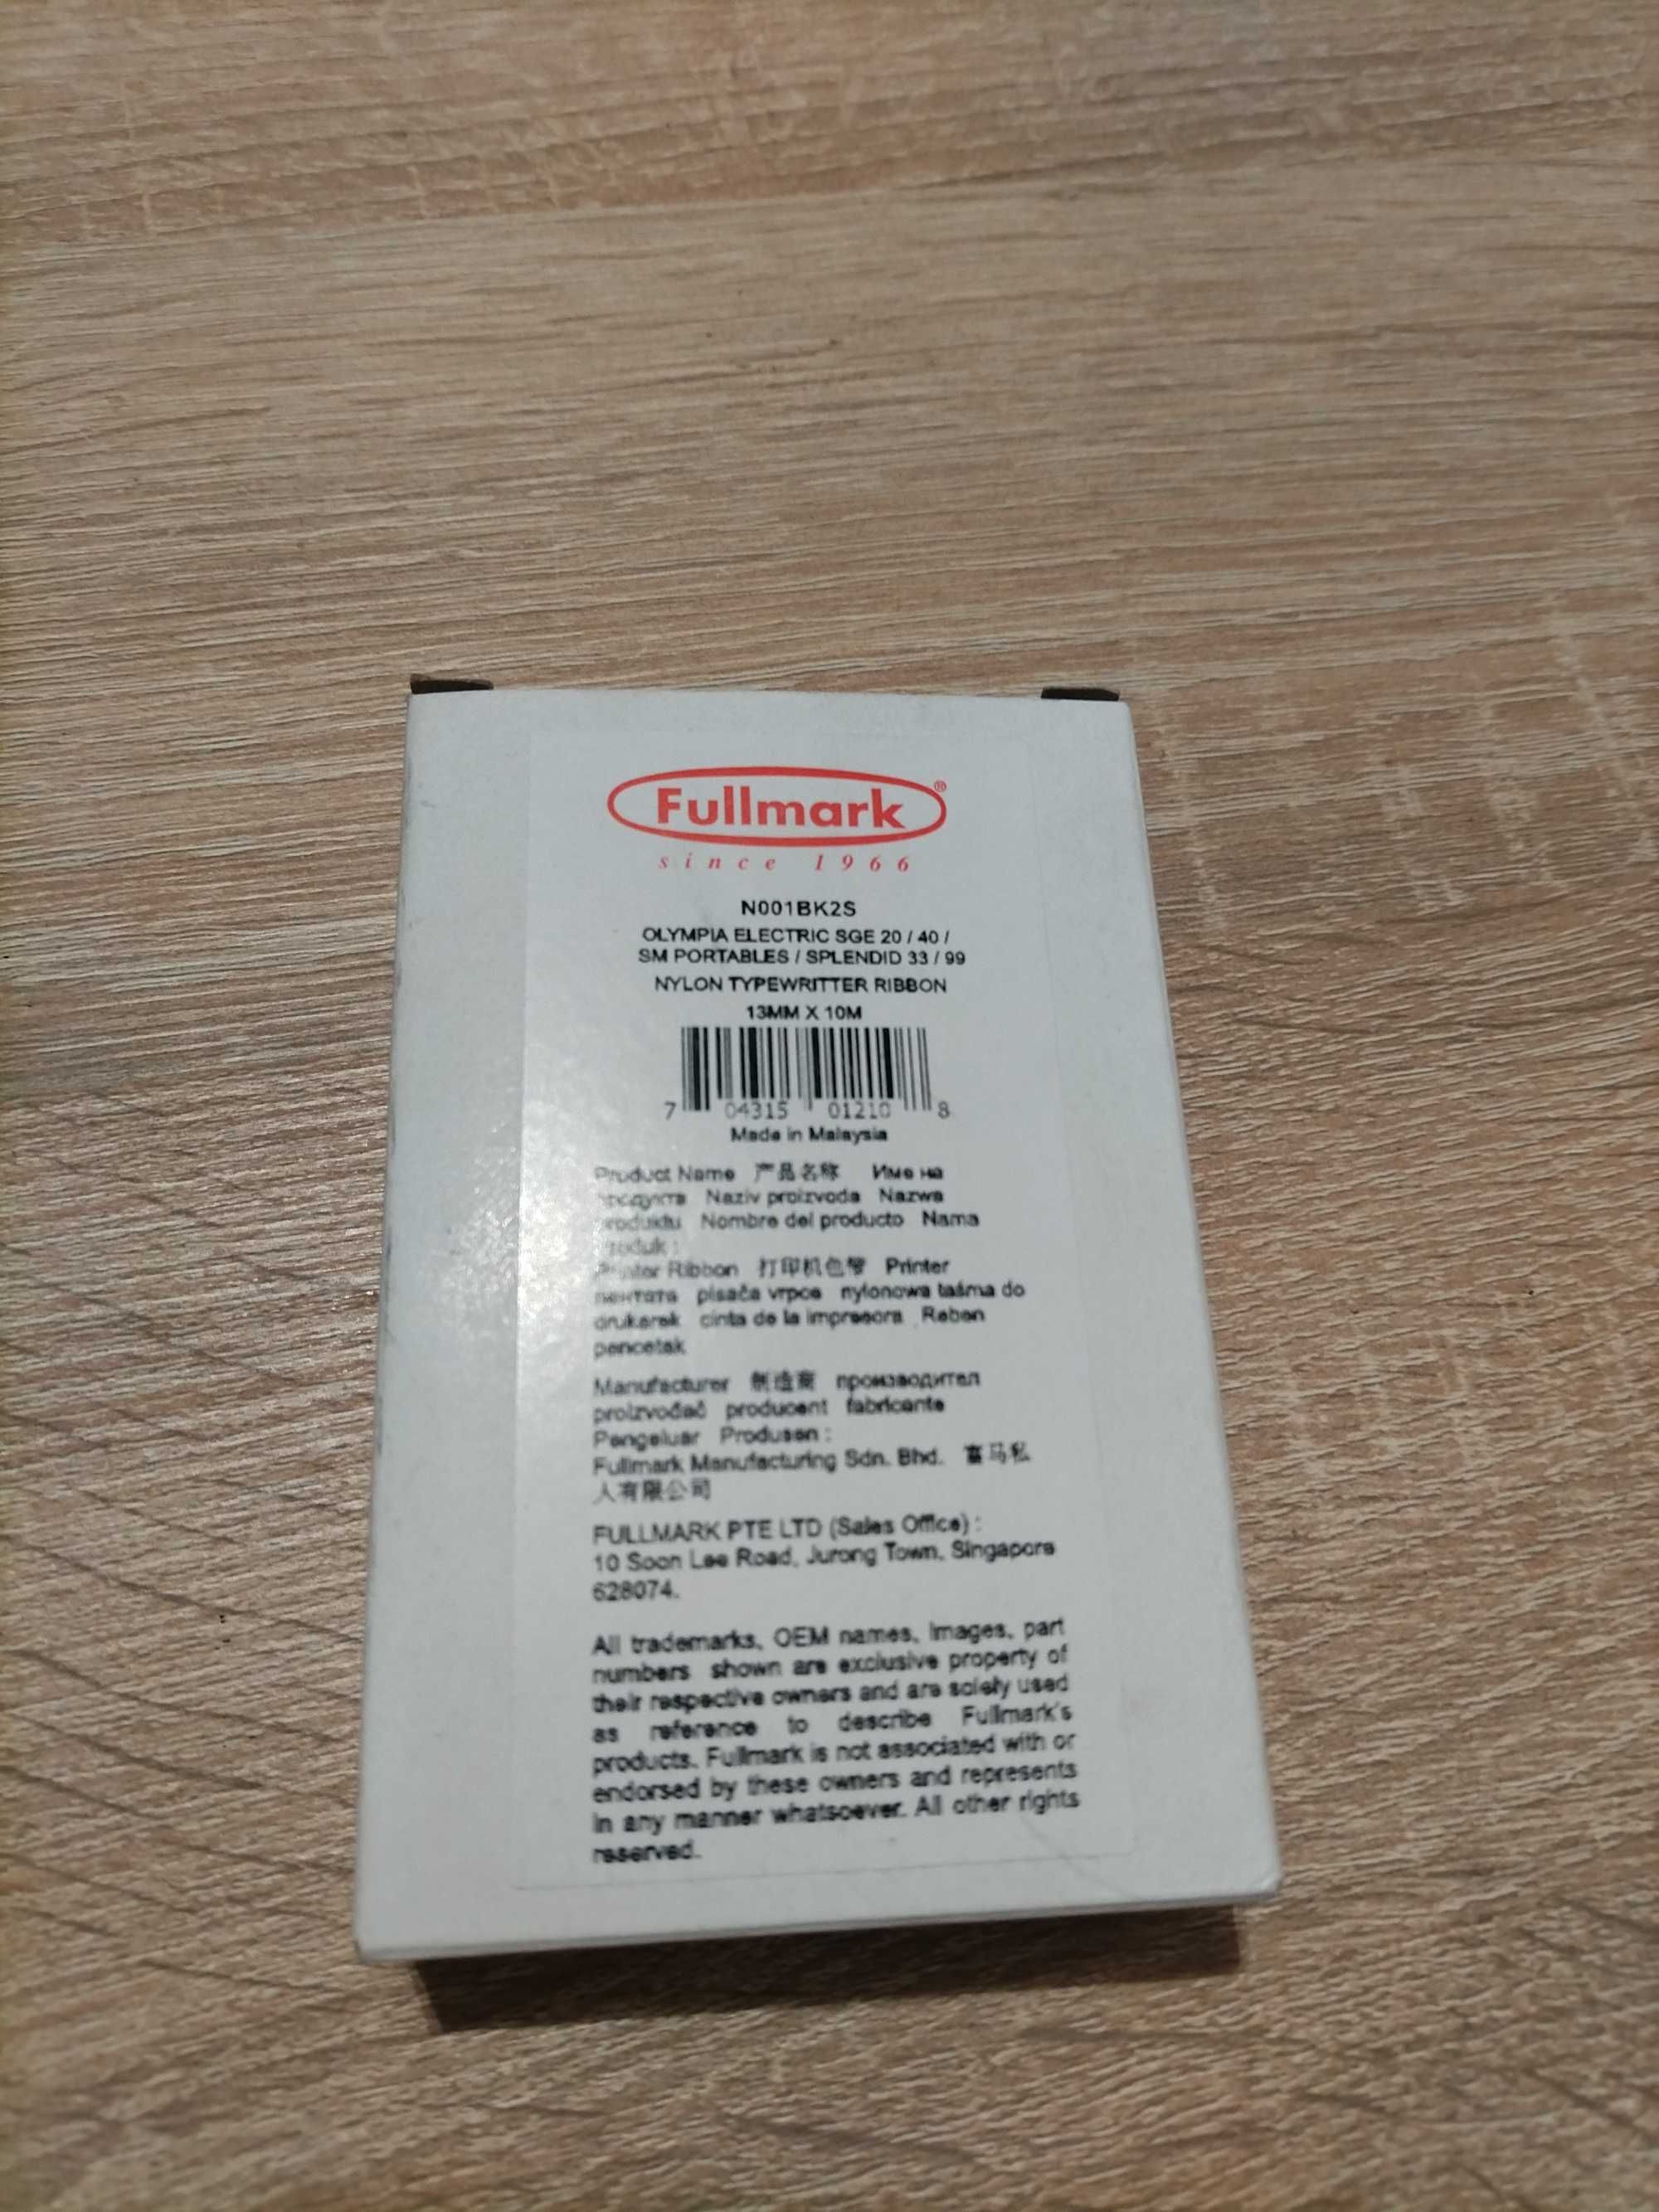 Fullmark®
since 1966
N001BK2S
OLYMPIA ELECTRIC SGE 20 / 40 /
SM PORTABLES / SPLENDID 33 / 99
NYLON TYPEWRITTER RIBBON
13MM X 10M
7 04315 01210 8
Made in Malaysia
Product Name 产品名称 Име на
продукта Naziv proizvoda Nazwa
produktu Nombre del producto Nama
Produk :
Printer Ribbon 打印机色带 Printer
лентата pisača vrpce nylonowa taśma do
drukarek cinta de la impresora Reben
pencetak
Manufacturer 制造商 производител
proizvođač producent fabricante
Pengeluar Produsen :
Fullmark Manufacturing Sdn. Bhd. 富马私
人有限公司
FULLMARK PTE LTD (Sales Office) :
10 Soon Lee Road, Jurong Town, Singapore
628074.
All trademarks, OEM names, images, part
numbers shown are exclusive property of
their respective owners and are solely used
as reference to describe Fullmark's
products. Fullmark is not associated with or
endorsed by these owners and represents
in any manner whatsoever. All other rights
reserved.